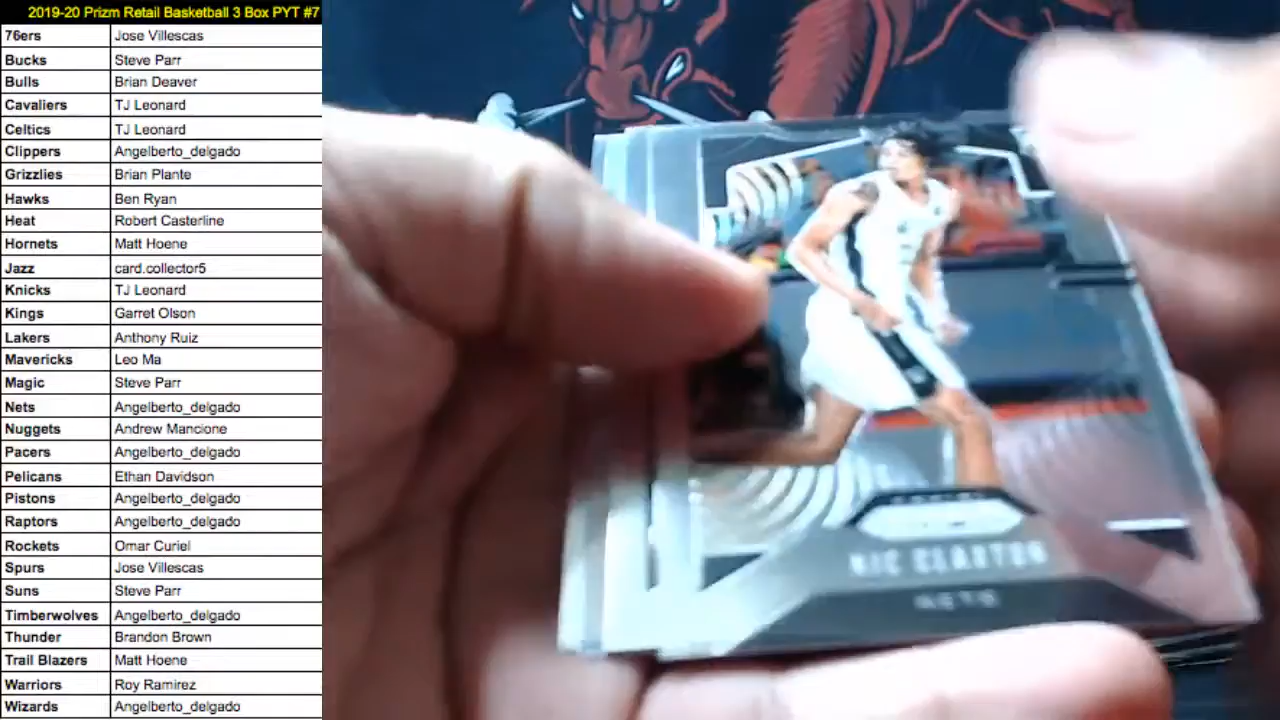 2019-20 Prizm Retail Basketball 3 Box PYT #7
76ers Jose Villescas
Bucks Steve Parr
Bulls Brian Deaver
Cavaliers TJ Leonard
Celtics TJ Leonard
Clippers Angelberto_delgado
Grizzlies Brian Plante
Hawks Ben Ryan
Heat Robert Casterline
Hornets Matt Hoene
Jazz card.collector5
Knicks TJ Leonard
Kings Garret Olson
Lakers Anthony Ruiz
Mavericks Leo Ma
Magic Steve Parr
Nets Angelberto_delgado
Nuggets Andrew Mancione
Pacers Angelberto_delgado
Pelicans Ethan Davidson
Pistons Angelberto_delgado
Raptors Angelberto_delgado
Rockets Omar Curiel
Spurs Jose Villescas
Suns Steve Parr
Timberwolves Angelberto_delgado
Thunder Brandon Brown
Trail Blazers Matt Hoene
Warriors Roy Ramirez
Wizards Angelberto_delgado
NIC CLAXTON
NETS